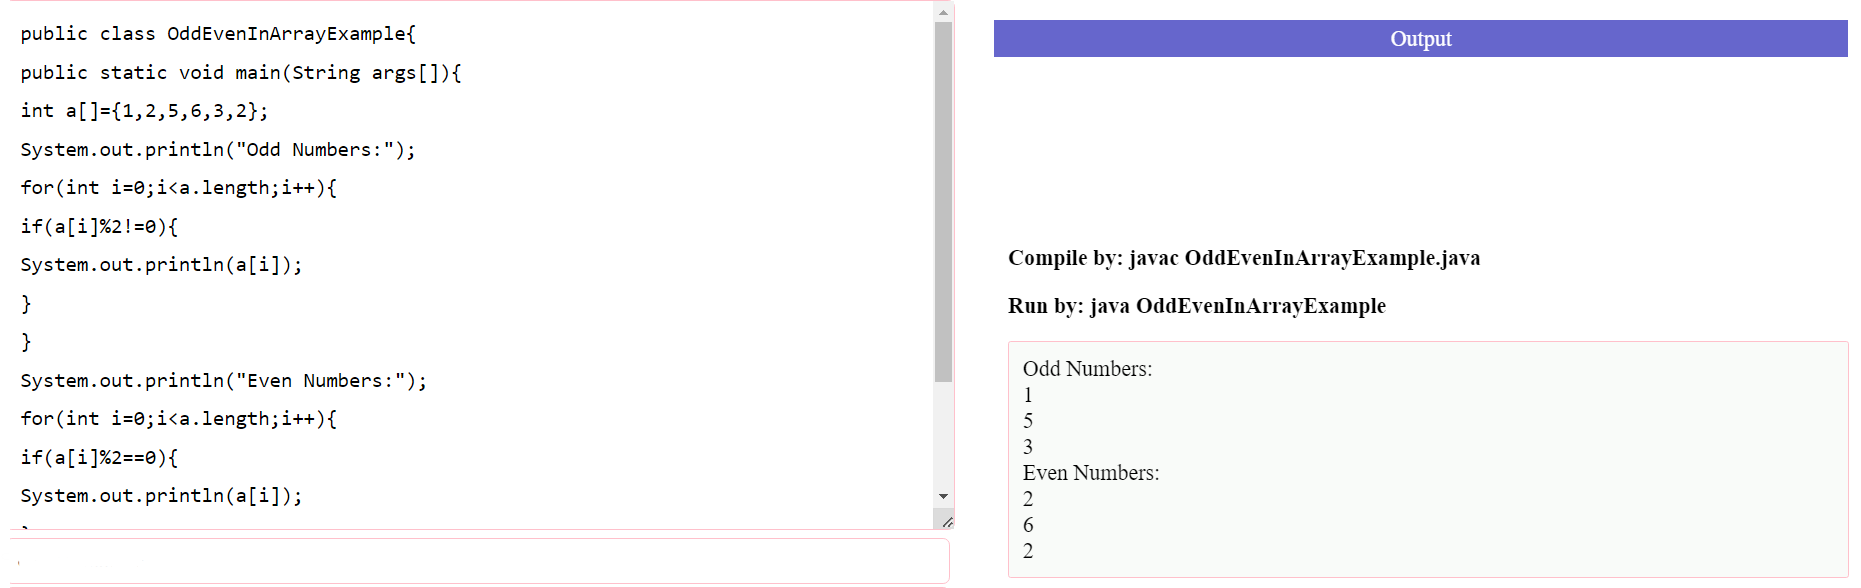 public class OddEvenInArrayExample{
public static void main(String args[]){
int a[]={1,2,5,6,3,2};
System.out.println("Odd Numbers:");
for(int i=0;i<a.length;i++){
if(a[i]%2!=0){
System.out.println(a[i]);
}
}
System.out.println("Even Numbers:");
for(int i=0;i<a.length;i++){
if(a[i]%2==0){
System.out.println(a[i]);
Output
Compile by: javac OddEvenInArrayExample.java
Run by: java OddEvenInArrayExample
Odd Numbers:
1
5
3
Even Numbers:
2
6
2